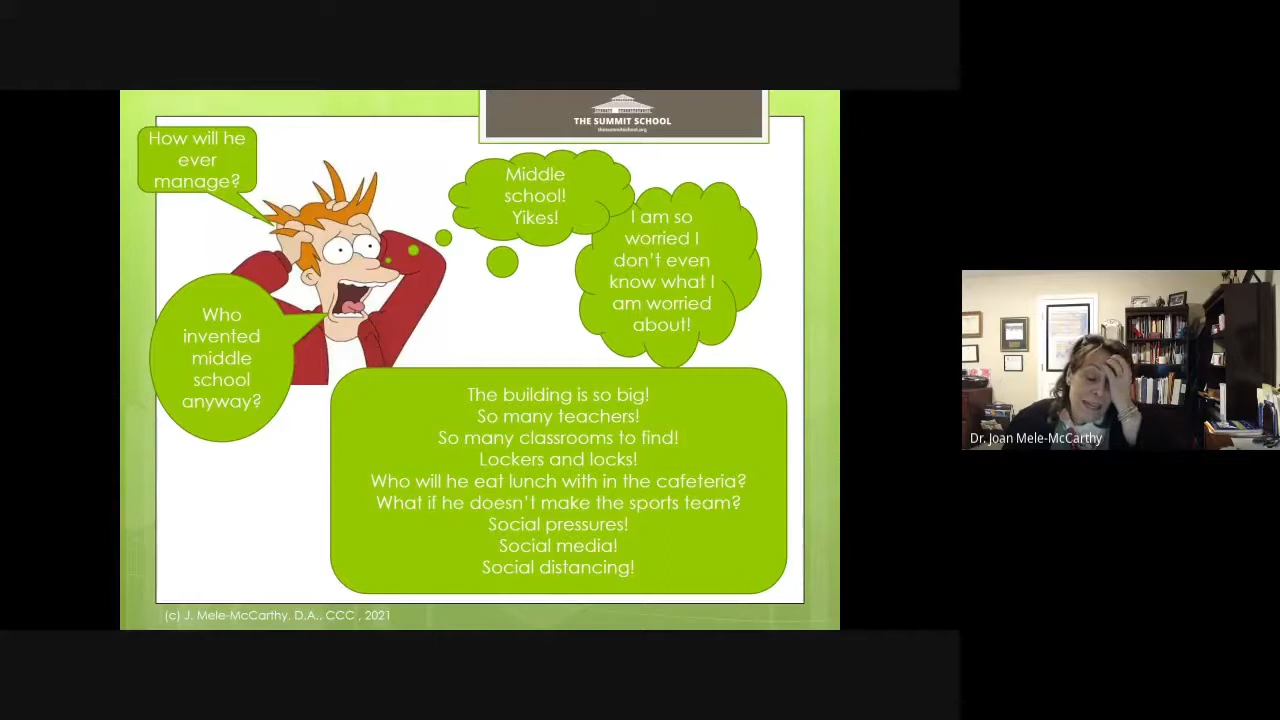 THE SUMMIT SCHOOL
thesummitschool.org
How will he
ever
manage?
Middle
school!
Yikes!
I am so
worried I
don't even
know what I
am worried
about!
Who
invented
middle
school
anyway?
The building is so big!
So many teachers!
So many classrooms to find!
Lockers and locks!
Who will he eat lunch with in the cafeteria?
What if he doesn't make the sports team?
Social pressures!
Social media!
Social distancing!
(c) J. Mele-McCarthy. D.A., CCC , 2021
Dr. Joan Mele-McCarthy